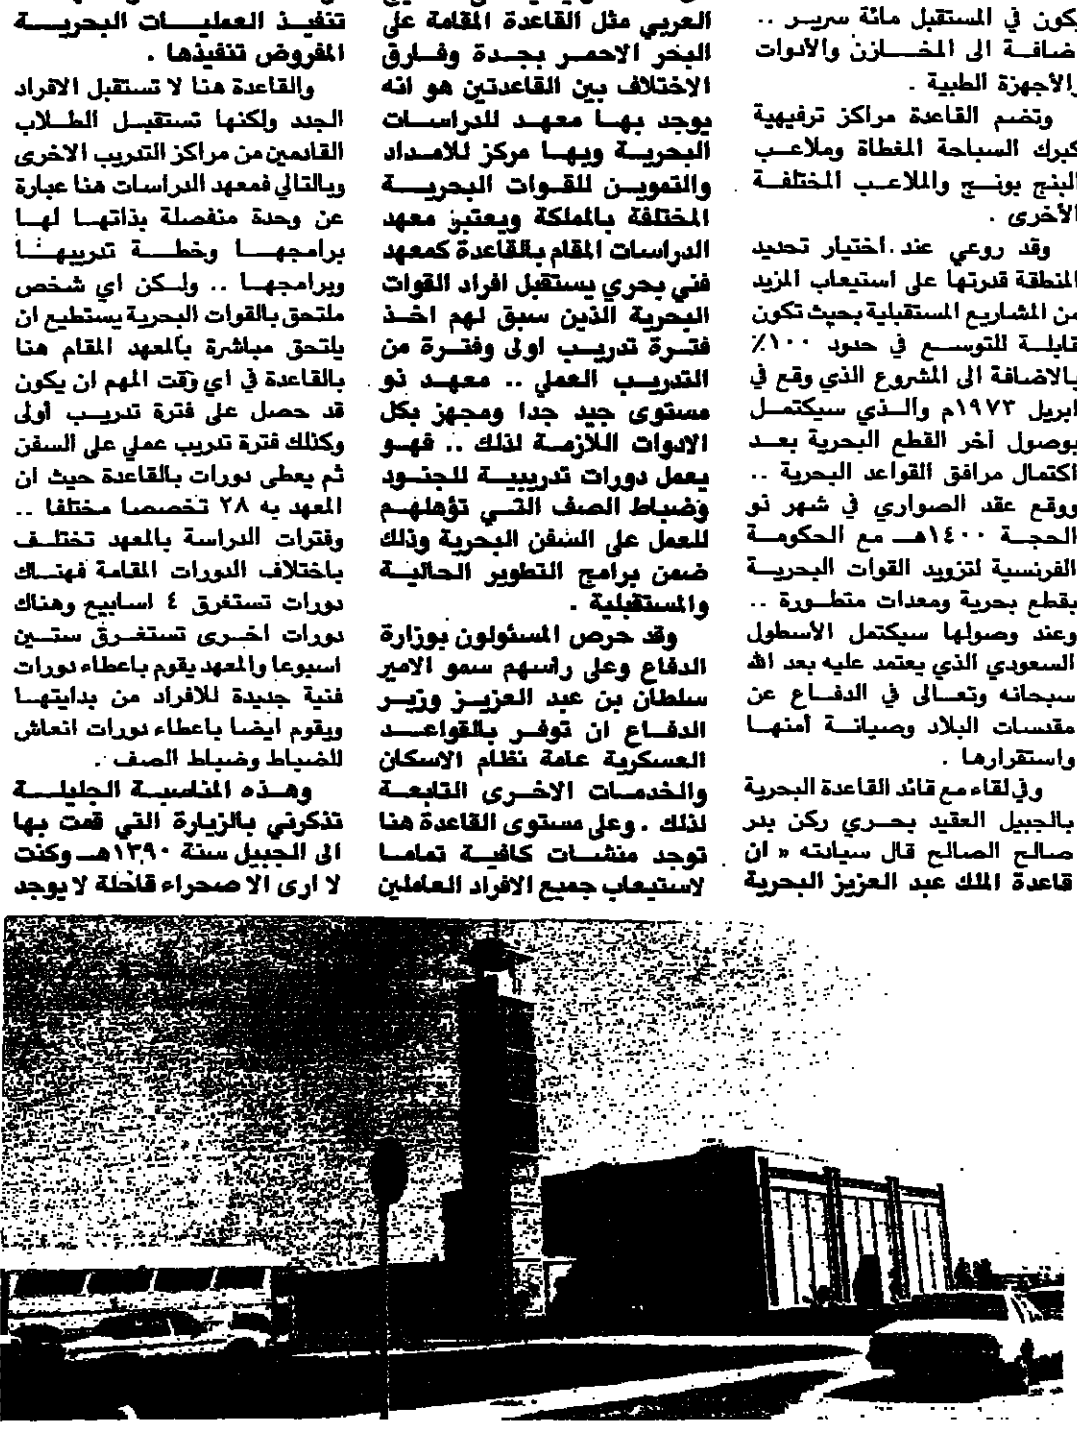 يكون في المستقبل مائة سرير ..
ضافة الى المخازن والأدوات
والأجهزة الطبية .
وتضم القاعدة مراكز ترفيهية
كبرك السباحة المغطاة وملاعب
البنج بونج والملاعب المختلفة
الأخرى .
وقد روعي عند اختيار تحديد
المنطقة قدرتها على استيعاب المزيد
من المشاريع المستقبلية بحيث تكون
قابلة للتوسع في حدود ١٠٠٪
بالاضافة الى المشروع الذي وقع في
ابريل ١٩٧٣م والذي سيكتمل
بوصول أخر القطع البحرية بعد
اكتمال مرافق القواعد البحرية ..
ووقع عقد الصواري في شهر ذو
الحجة ١٤٠٠هـ مع الحكومة
الفرنسية لتزويد القوات البحرية
بقطع بحرية ومعدات متطورة ..
وعند وصولها سيكتمل الأسطول
السعودي الذي يعتمد عليه بعد الله
سبحانه وتعالى في الدفاع عن
مقدسات البلاد وصيانة أمنها
واستقرارها .
وفي لقاء مع قائد القاعدة البحرية
بالجبيل العقيد بحري ركن بدر
صالح الصالح قال سيادته « ان
قاعدة الملك عبد العزيز البحرية
العربي مثل القاعدة المقامة على
البحر الاحمر بجدة وفارق
الاختلاف بين القاعدتين هو انه
يوجد بها معهد للدراسات
البحرية وبها مركز للامداد
والتموين للقوات البحرية
المختلفة بالمملكة ويعتبر معهد
الدراسات المقام بالقاعدة كمعهد
فني بحري يستقبل افراد القوات
البحرية الذين سبق لهم اخذ
فترة تدريب اولى وفترة من
التدريب العملي .. معهد ذو
مستوى جيد جدا ومجهز بكل
الادوات اللازمة لذلك .. فهو
يعمل دورات تدريبية للجنود
وضباط الصف التي تؤهلهم
للعمل على السفن البحرية وذلك
ضمن برامج التطوير الحالية
والمستقبلية .
وقد حرص المسئولون بوزارة
الدفاع وعلى راسهم سمو الامير
سلطان بن عبد العزيز وزير
الدفاع ان توفر بالقواعد
العسكرية عامة نظام الاسكان
والخدمات الاخرى التابعة
لذلك . وعلى مستوى القاعدة هنا
توجد منشات كافية تماما
لاستيعاب جميع الافراد العاملين
تنفيذ العمليات البحرية
المفروض تنفيذها .
والقاعدة هنا لا تستقبل الافراد
الجدد ولكنها تستقبل الطلاب
القادمين من مراكز التدريب الاخرى
وبالتالي فمعهد الدراسات هنا عبارة
عن وحدة منفصلة بذاتها لها
برامجها وخطة تدريبها
وبرامجها .. ولكن اي شخص
ملتحق بالقوات البحرية يستطيع ان
يلتحق مباشرة بالمعهد المقام هنا
بالقاعدة في اي وقت المهم ان يكون
قد حصل على فترة تدريب أولى
وكذلك فترة تدريب عملي على السفن
ثم يعطى دورات بالقاعدة حيث ان
المعهد به ٢٨ تخصصا مختلفا ..
وفترات الدراسة بالمعهد تختلف
باختلاف الدورات المقامة فهناك
دورات تستغرق ٤ اسابيع وهناك
دورات اخرى تستغرق ستين
اسبوعا والمعهد يقوم باعطاء دورات
فنية جديدة للافراد من بدايتها
ويقوم ايضا باعطاء دورات انعاش
للضباط وضباط الصف .
وهذه المناسبة الجليلة
تذكرني بالزيارة التي قمت بها
الى الجبيل سنة ١٣٩٠هـ وكنت
لا ارى الا صحراء قاحلة لا يوجد